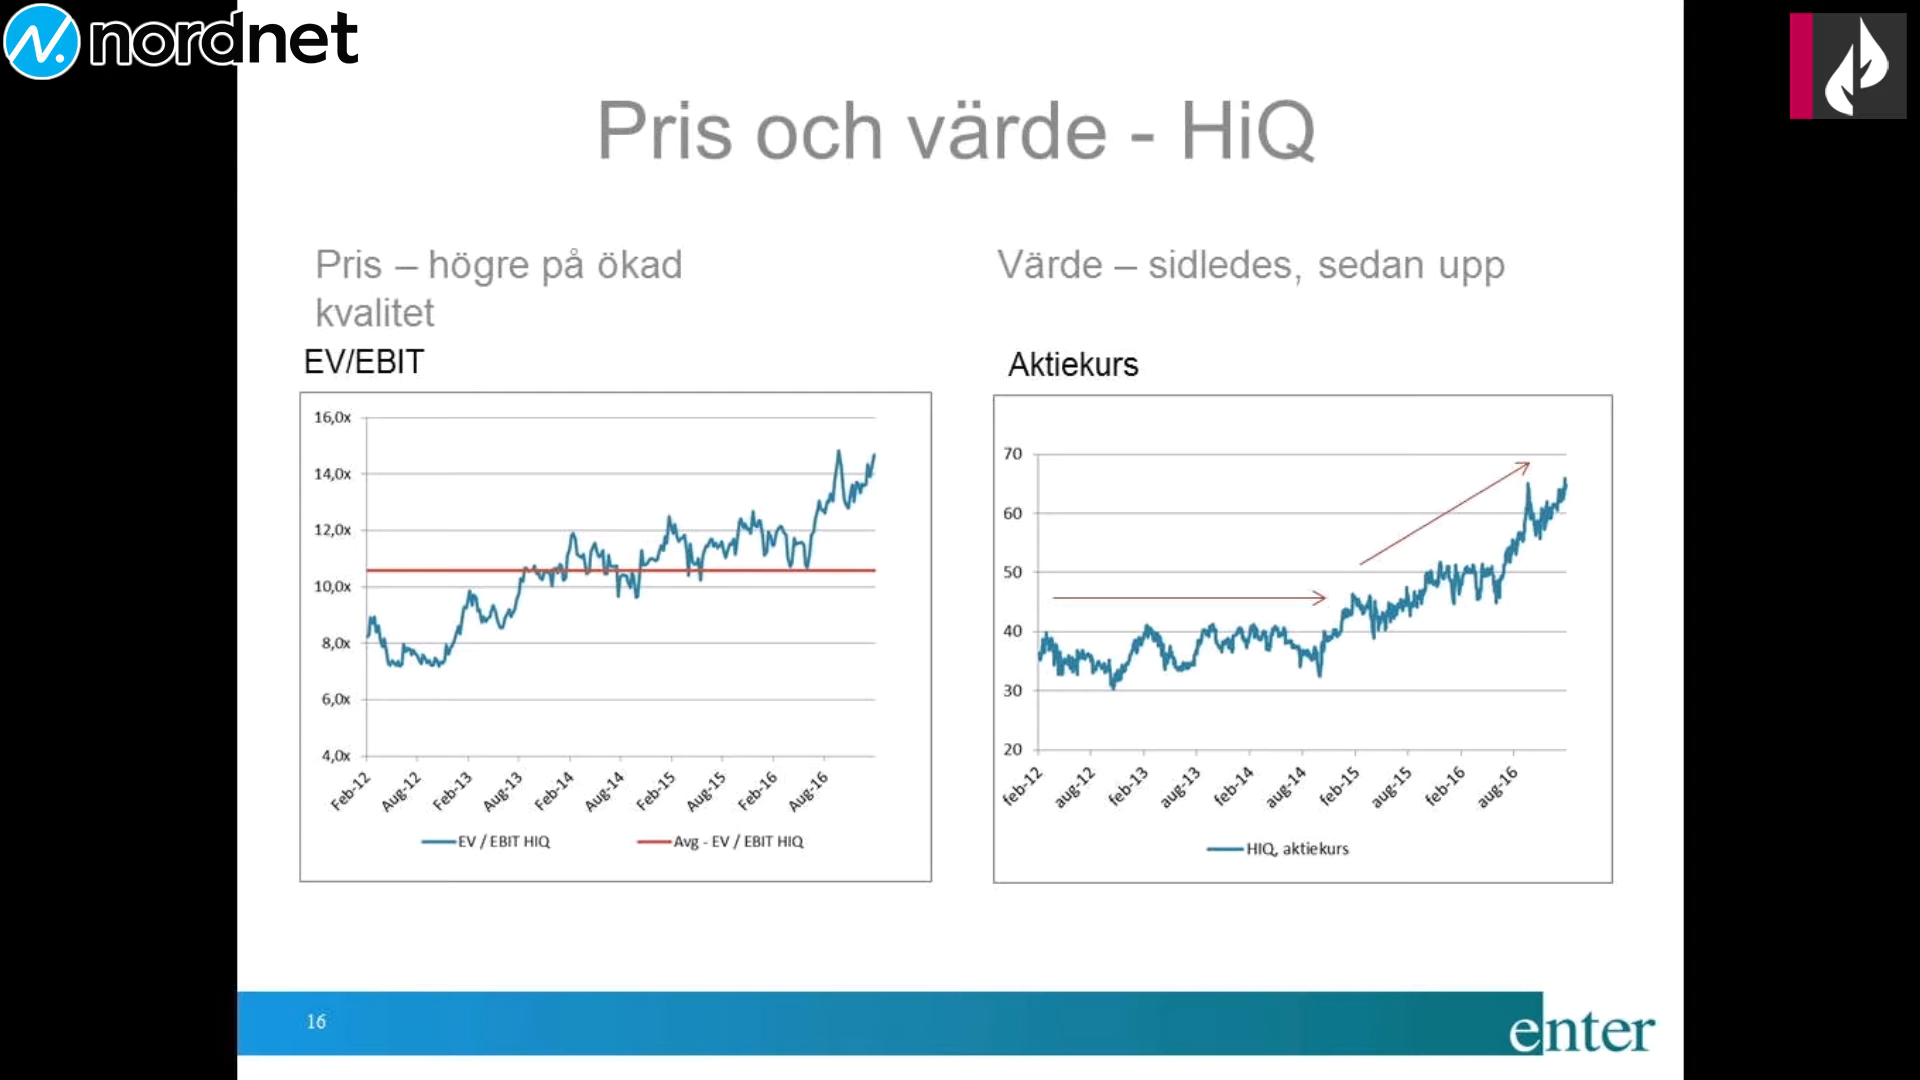 nordnet
Pris och värde - HiQ
Pris – högre på ökad
kvalitet
EV/EBIT
16,0x
14,0x
12,0x
10,0x
8,0x
6,0x
4,0x
Feb-12
Aug-12
Feb-13
Aug-13
Feb-14
Aug-14
Feb-15
Aug-15
Feb-16
Aug-16
EV / EBIT HIQ
Avg - EV / EBIT HIQ
Värde – sidledes, sedan upp
Aktiekurs
70
60
50
40
30
20
feb-12
aug-12
feb-13
aug-13
feb-14
aug-14
feb-15
aug-15
feb-16
aug-16
HIQ, aktiekurs
16
enter